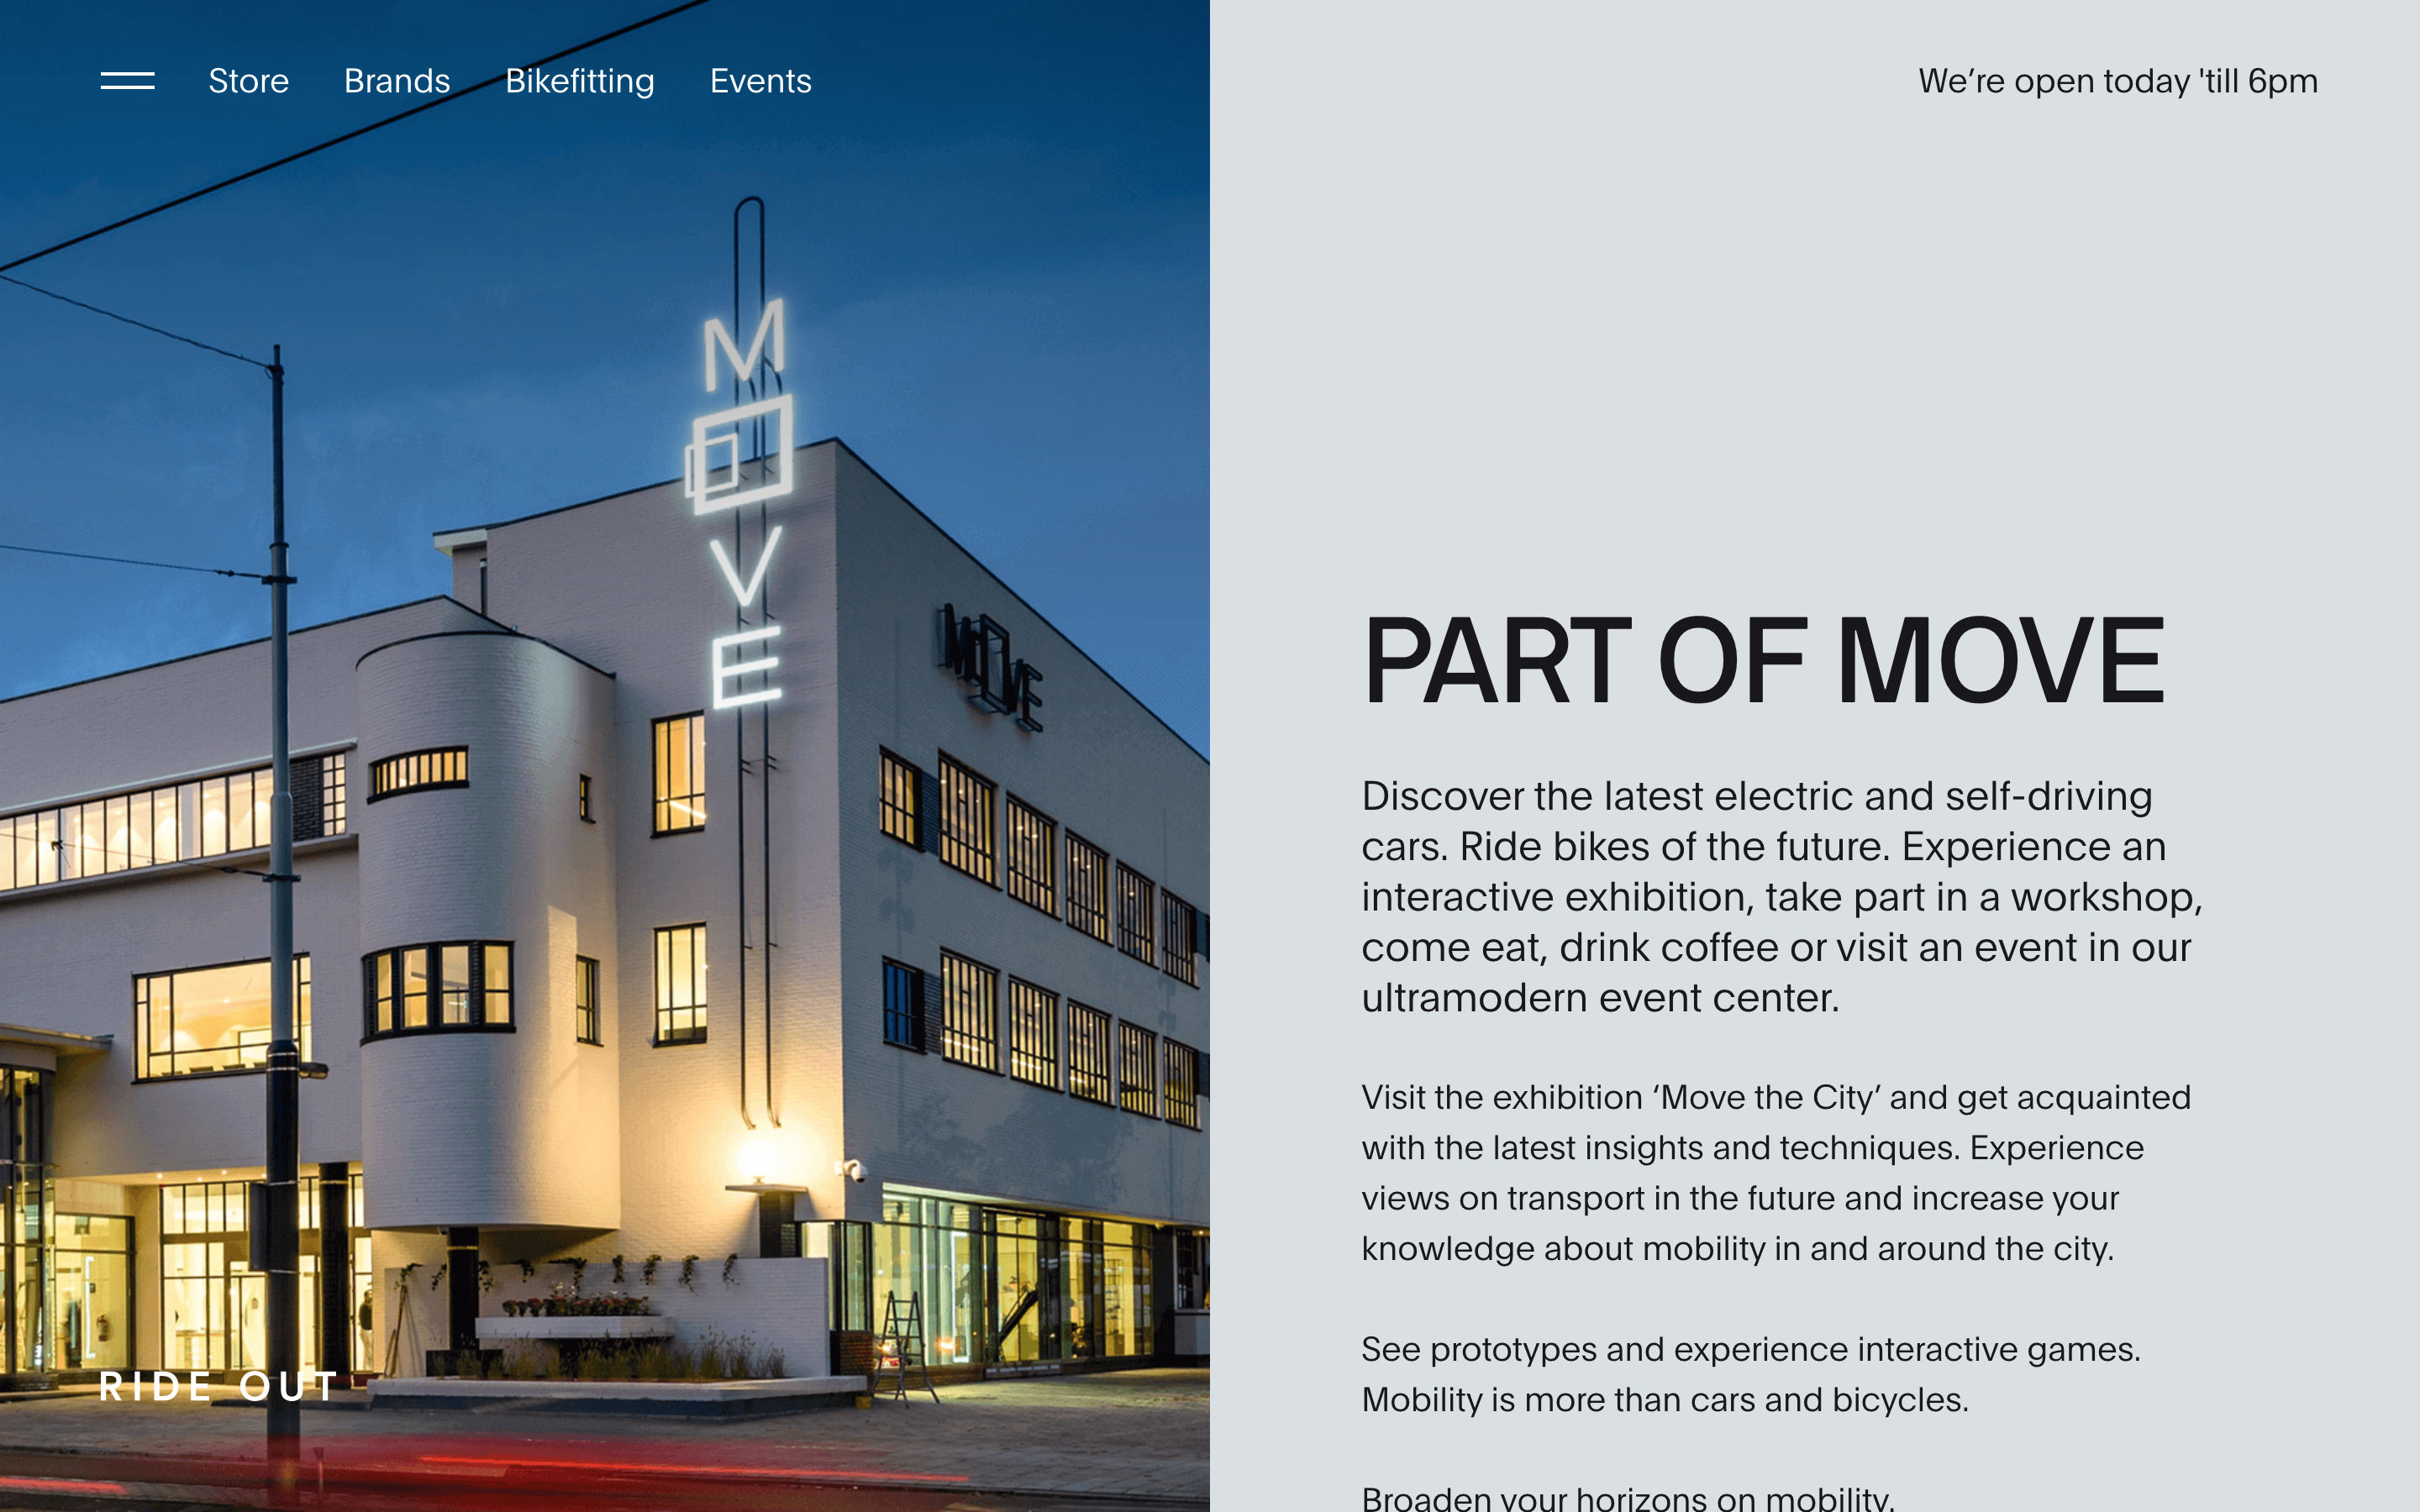 Store Brands Bikefitting Events
We’re open today 'till 6pm
M
O
V
E
MOVE
RIDE OUT
PART OF MOVE
Discover the latest electric and self-driving
cars. Ride bikes of the future. Experience an
interactive exhibition, take part in a workshop,
come eat, drink coffee or visit an event in our
ultramodern event center.
Visit the exhibition ‘Move the City’ and get acquainted
with the latest insights and techniques. Experience
views on transport in the future and increase your
knowledge about mobility in and around the city.
See prototypes and experience interactive games.
Mobility is more than cars and bicycles.
Broaden your horizons on mobility.